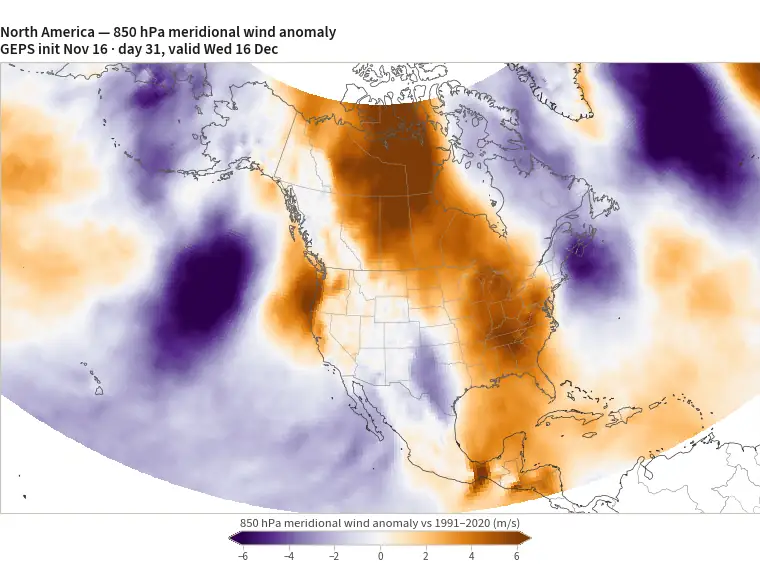 North America — 850 hPa meridional wind anomaly
GEPS init Nov 16 · day 31, valid Wed 16 Dec
850 hPa meridional wind anomaly vs 1991–2020 (m/s)
−6 −4 −2 0 2 4 6